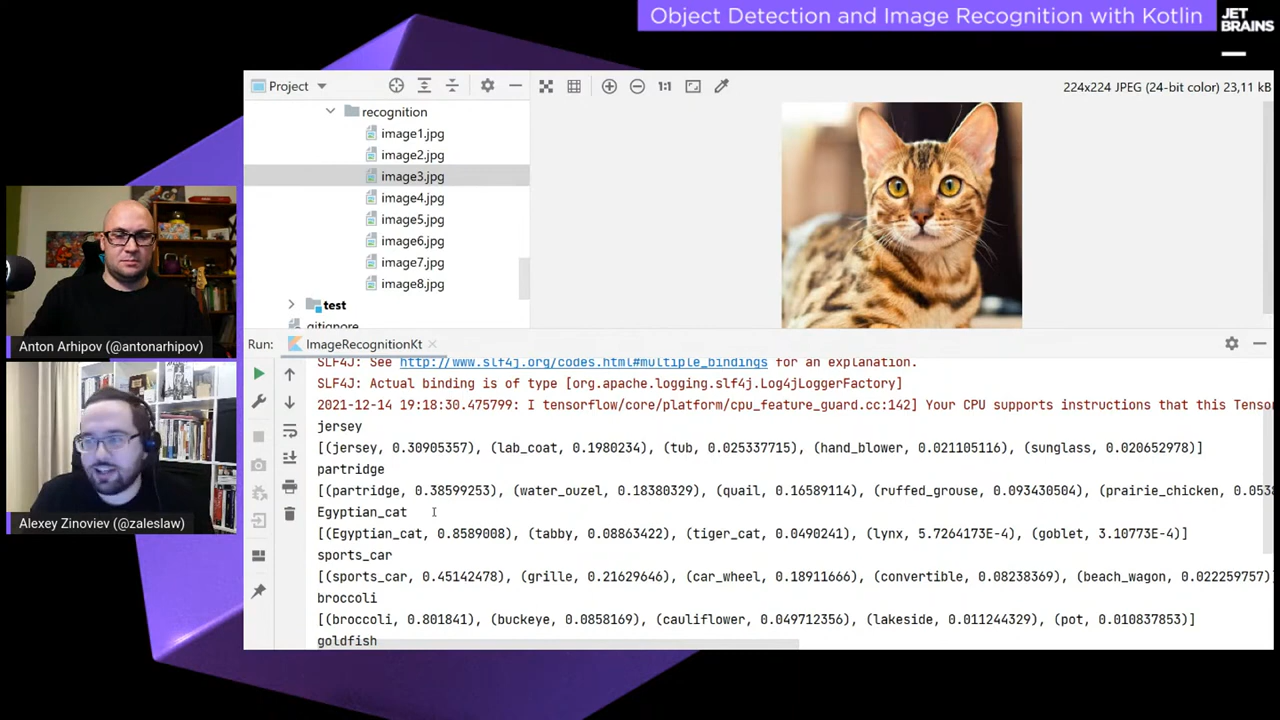 Object Detection and Image Recognition with Kotlin
JET
BRAINS
Project
224x224 JPEG (24-bit color) 23,11 kB
recognition
image1.jpg
image2.jpg
image3.jpg
image4.jpg
image5.jpg
image6.jpg
image7.jpg
image8.jpg
test
gitignore
1:1
Anton Arhipov (@antonarhipov)
Alexey Zinoviev (@zaleslaw)
Run: ImageRecognitionKt
SLF4J: See http://www.slf4j.org/codes.html#multiple_bindings for an explanation.
SLF4J: Actual binding is of type [org.apache.logging.slf4j.Log4jLoggerFactory]
2021-12-14 19:18:30.475799: I tensorflow/core/platform/cpu_feature_guard.cc:142] Your CPU supports instructions that this Tensor
jersey
[(jersey, 0.30905357), (lab_coat, 0.1980234), (tub, 0.025337715), (hand_blower, 0.021105116), (sunglass, 0.020652978)]
partridge
[(partridge, 0.38599253), (water_ouzel, 0.18380329), (quail, 0.16589114), (ruffed_grouse, 0.093430504), (prairie_chicken, 0.053
Egyptian_cat
[(Egyptian_cat, 0.8589008), (tabby, 0.08863422), (tiger_cat, 0.0490241), (lynx, 5.7264173E-4), (goblet, 3.10773E-4)]
sports_car
[(sports_car, 0.45142478), (grille, 0.21629646), (car_wheel, 0.18911666), (convertible, 0.08238369), (beach_wagon, 0.022259757)]
broccoli
[(broccoli, 0.801841), (buckeye, 0.0858169), (cauliflower, 0.049712356), (lakeside, 0.011244329), (pot, 0.010837853)]
goldfish